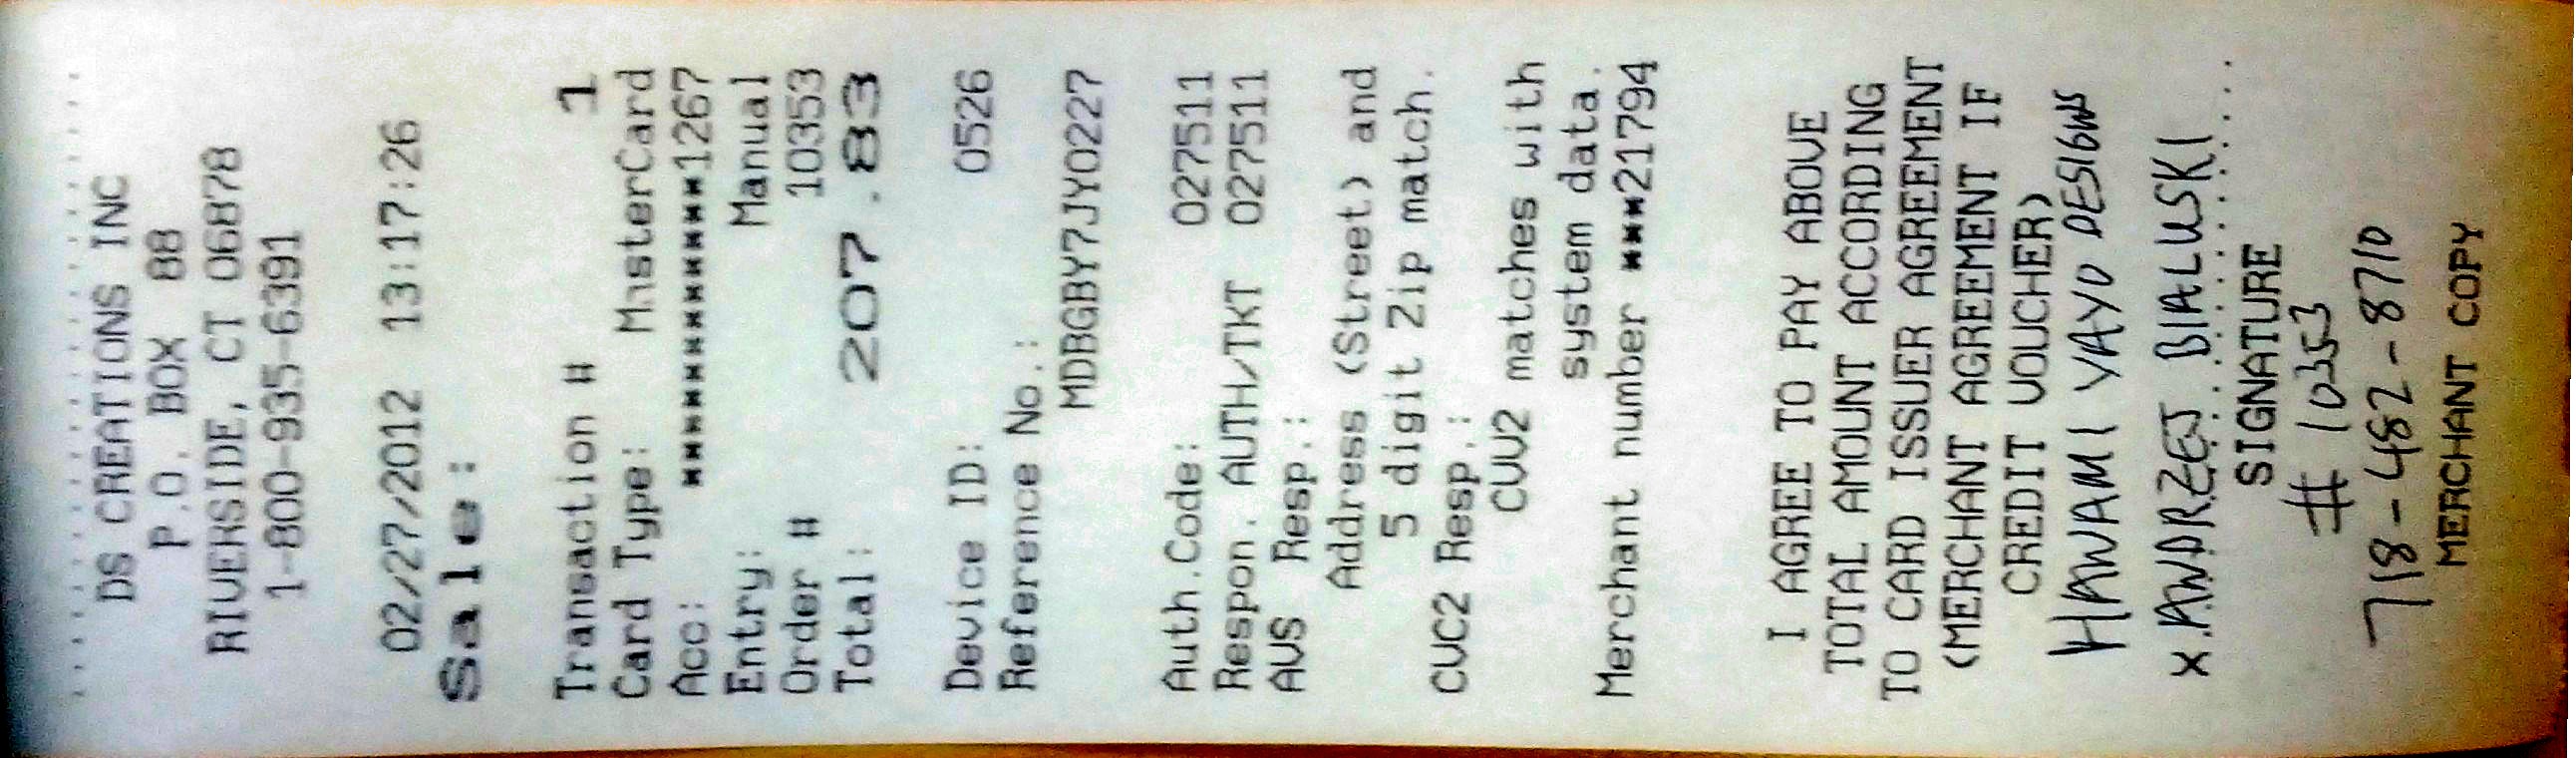 DS CREATIONS INC
P.O. BOX 88
RIVERSIDE, CT 06878
1-800-935-6391
02/27/2012 13:17:26
Sale:
Transaction # 1
Card Type: MasterCard
Acc: ************1267
Entry: Manual
Order # 10353
Total: 207.83
Device ID: 0526
Reference No.:
MDBGBY7JY0227
Auth.Code: 027511
Respon. AUTH/TKT 027511
AVS Resp.:
Address (Street) and
5 digit Zip match.
CVC2 Resp.:
CVV2 matches with
system data.
Merchant number ***21794
I AGREE TO PAY ABOVE
TOTAL AMOUNT ACCORDING
TO CARD ISSUER AGREEMENT
(MERCHANT AGREEMENT IF
CREDIT VOUCHER)
HAWAMI YAYO DESIGNS
X.ANDRZEJ BIALUSKI
SIGNATURE
# 10353
718-482-8710
MERCHANT COPY